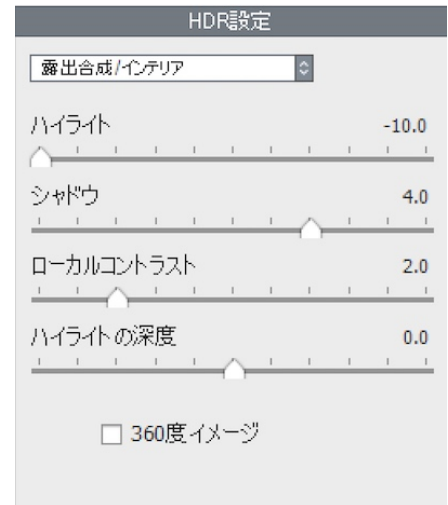 HDR設定
露出合成/インテリア
ハイライト -10.0
シャドウ 4.0
ローカルコントラスト 2.0
ハイライトの深度 0.0
360度イメージ